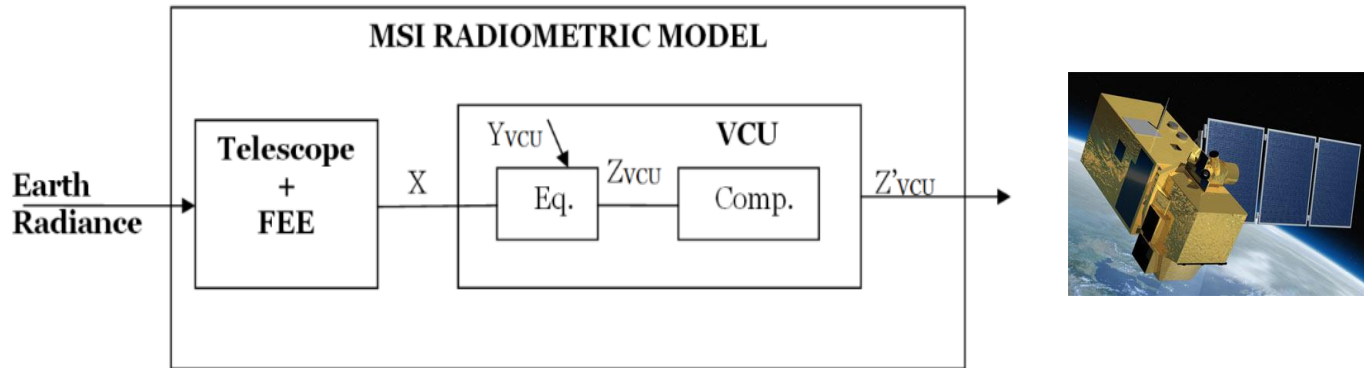 MSI RADIOMETRIC MODEL
Telescope
+
FEE
Earth
Radiance
X
YVCU
VCU
ZVCU
Eq.
Comp.
Z'VCU